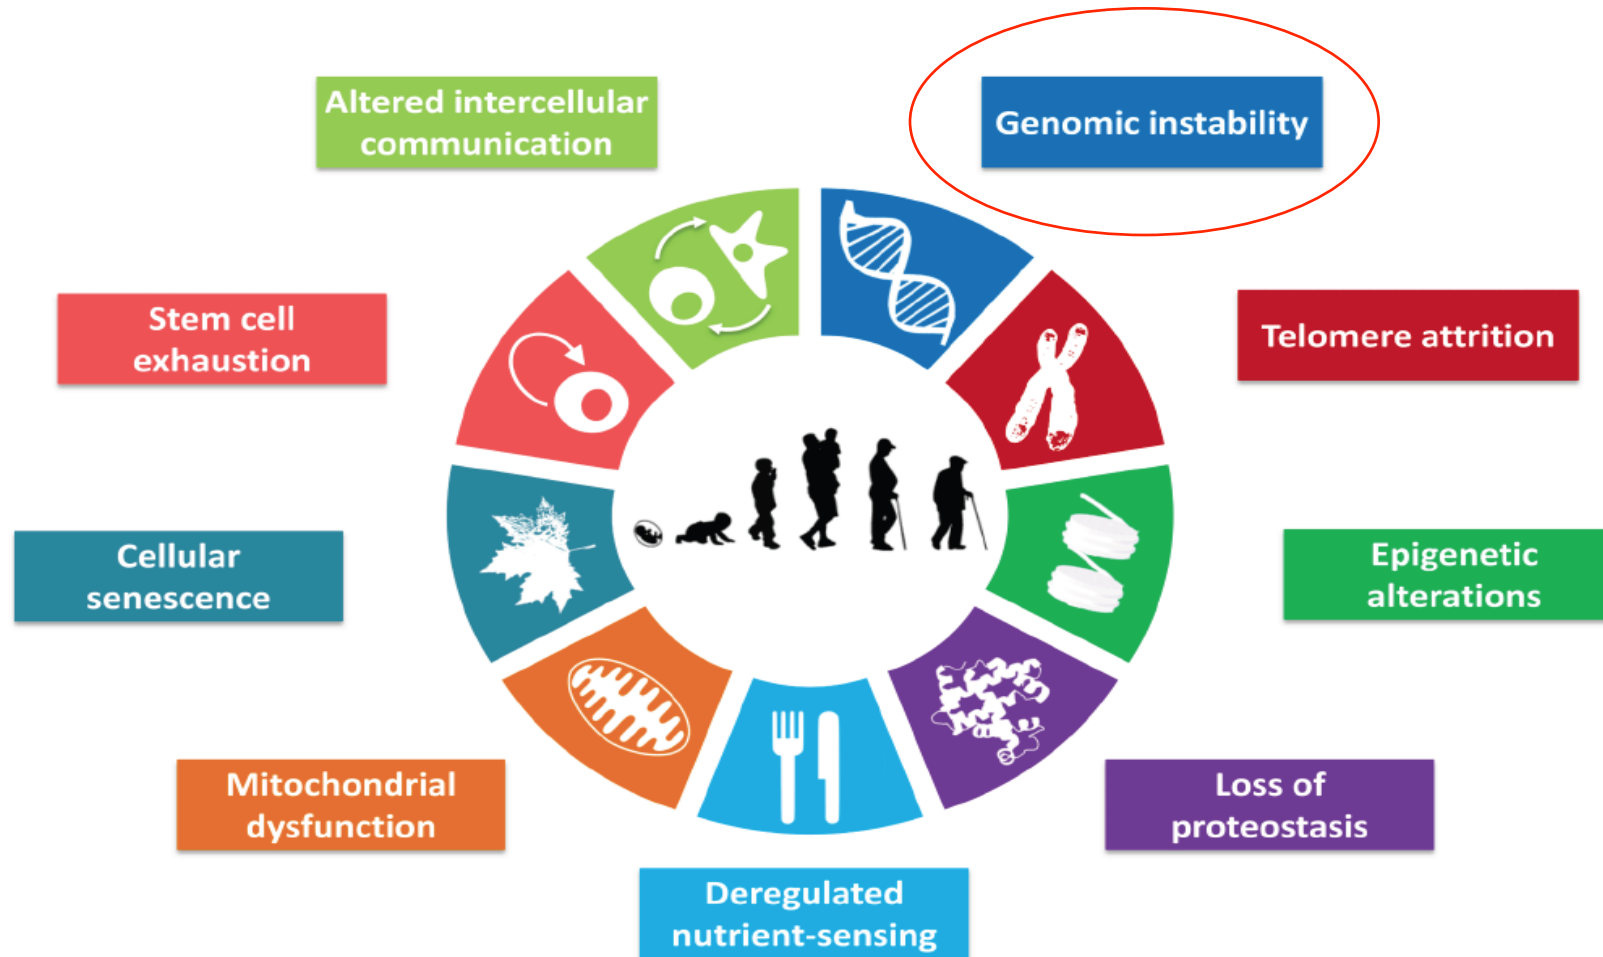 Altered intercellular
communication
Genomic instability
Stem cell
exhaustion
Telomere attrition
Cellular
senescence
Epigenetic
alterations
Mitochondrial
dysfunction
Loss of
proteostasis
Deregulated
nutrient-sensing